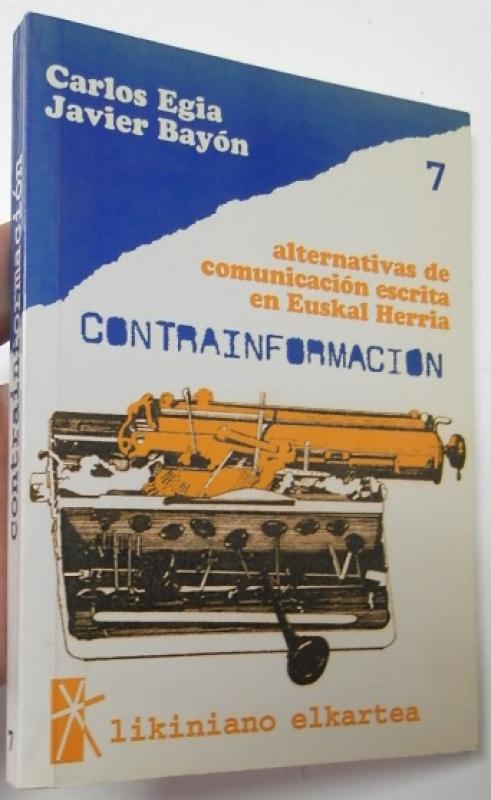 Carlos Egia
Javier Bayón
7
alternativas de
comunicación escrita
en Euskal Herria
CONTRAINFORMACION
likiniano elkartea
contrainformación
7